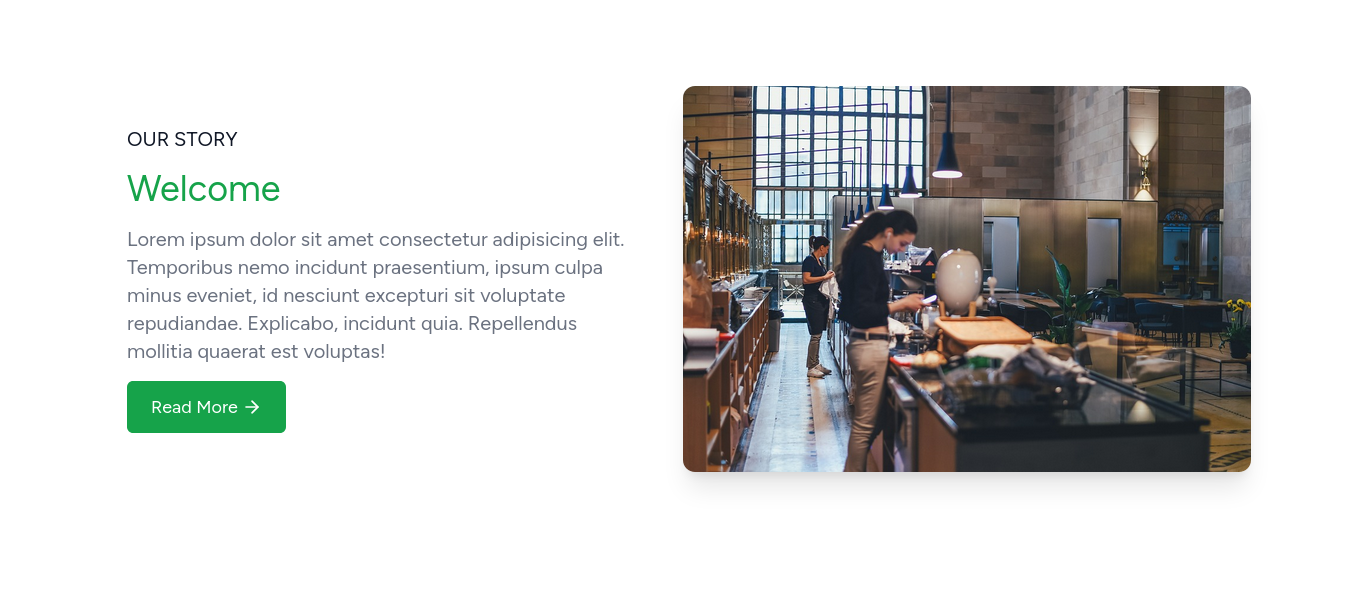 OUR STORY
Welcome
Lorem ipsum dolor sit amet consectetur adipisicing elit.
Temporibus nemo incidunt praesentium, ipsum culpa
minus eveniet, id nesciunt excepturi sit voluptate
repudiandae. Explicabo, incidunt quia. Repellendus
mollitia quaerat est voluptas!
Read More →